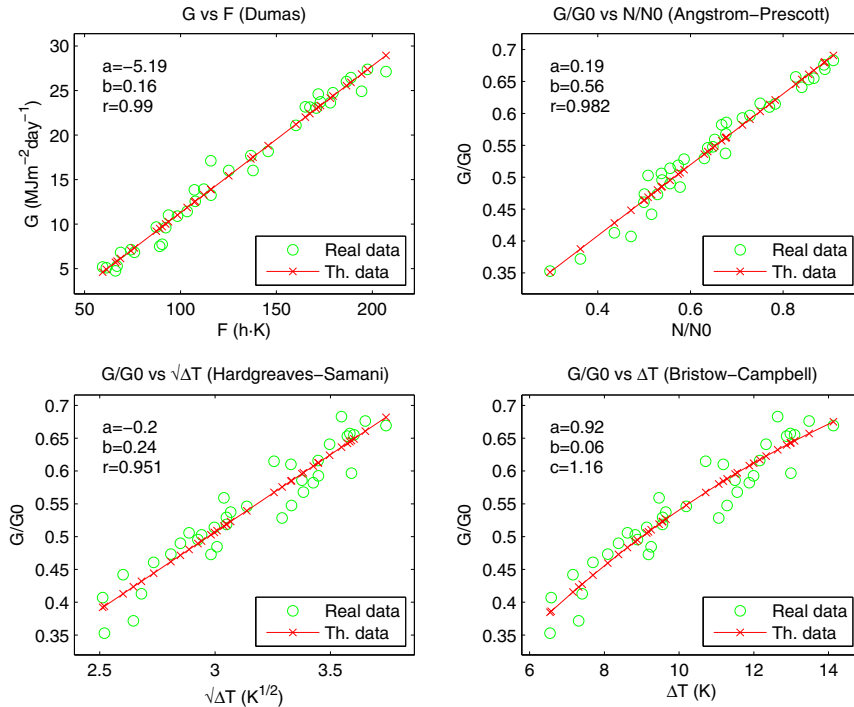 G vs F (Dumas)
a=−5.19
b=0.16
r=0.99
G (MJm−2day−1)
30
25
20
15
10
5
50
100
150
200
F (h·K)
Real data
Th. data
G/G0 vs N/N0 (Angstrom−Prescott)
a=0.19
b=0.56
r=0.982
G/G0
0.7
0.65
0.6
0.55
0.5
0.45
0.4
0.35
0.4
0.6
0.8
N/N0
Real data
Th. data
G/G0 vs √ΔT (Hardgreaves−Samani)
a=−0.2
b=0.24
r=0.951
G/G0
0.7
0.65
0.6
0.55
0.5
0.45
0.4
0.35
2.5
3
3.5
√ΔT (K1/2)
Real data
Th. data
G/G0 vs ΔT (Bristow−Campbell)
a=0.92
b=0.06
c=1.16
G/G0
0.7
0.65
0.6
0.55
0.5
0.45
0.4
0.35
6
8
10
12
14
ΔT (K)
Real data
Th. data